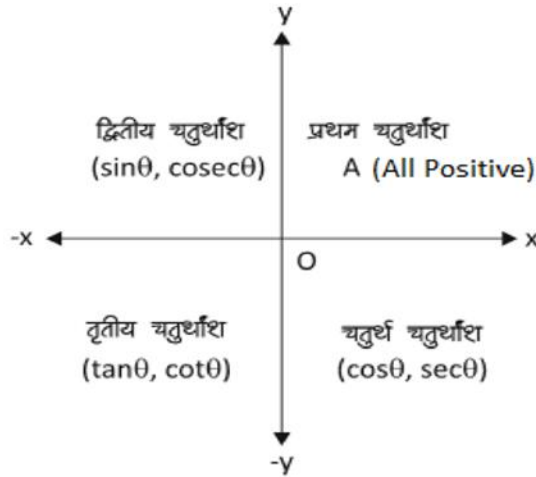 y
द्वितीय चतुर्थांश
(sinθ, cosecθ)
प्रथम चतुर्थांश
A (All Positive)
-x
x
O
तृतीय चतुर्थांश
(tanθ, cotθ)
चतुर्थ चतुर्थांश
(cosθ, secθ)
-y